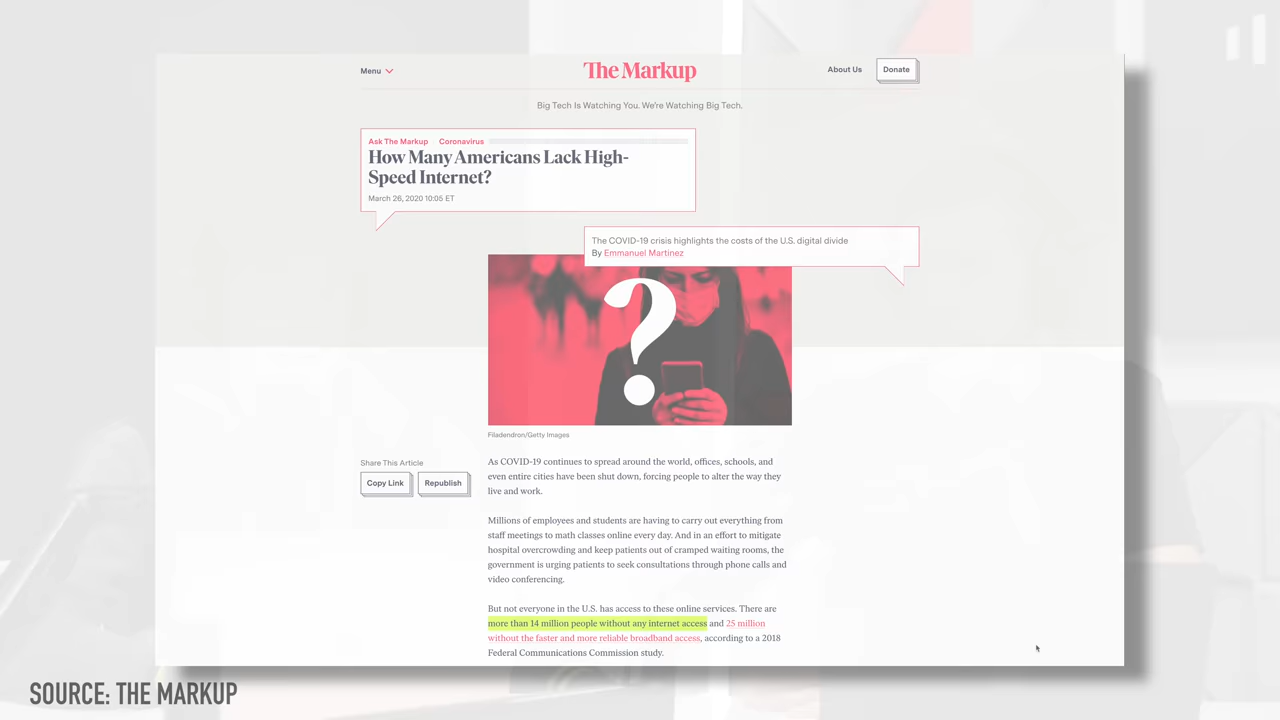 Menu
The Markup
About Us
Donate
Big Tech Is Watching You. We're Watching Big Tech.
Ask The Markup Coronavirus
How Many Americans Lack High-
Speed Internet?
March 26, 2020 10:05 ET
The COVID-19 crisis highlights the costs of the U.S. digital divide
By Emmanuel Martinez
?
Filadendron/Getty Images
Share This Article
Copy Link
Republish
As COVID-19 continues to spread around the world, offices, schools, and
even entire cities have been shut down, forcing people to alter the way they
live and work.
Millions of employees and students are having to carry out everything from
staff meetings to math classes online every day. And in an effort to mitigate
hospital overcrowding and keep patients out of cramped waiting rooms, the
government is urging patients to seek consultations through phone calls and
video conferencing.
But not everyone in the U.S. has access to these online services. There are
more than 14 million people without any internet access and 25 million
without the faster and more reliable broadband access, according to a 2018
Federal Communications Commission study.
SOURCE: THE MARKUP